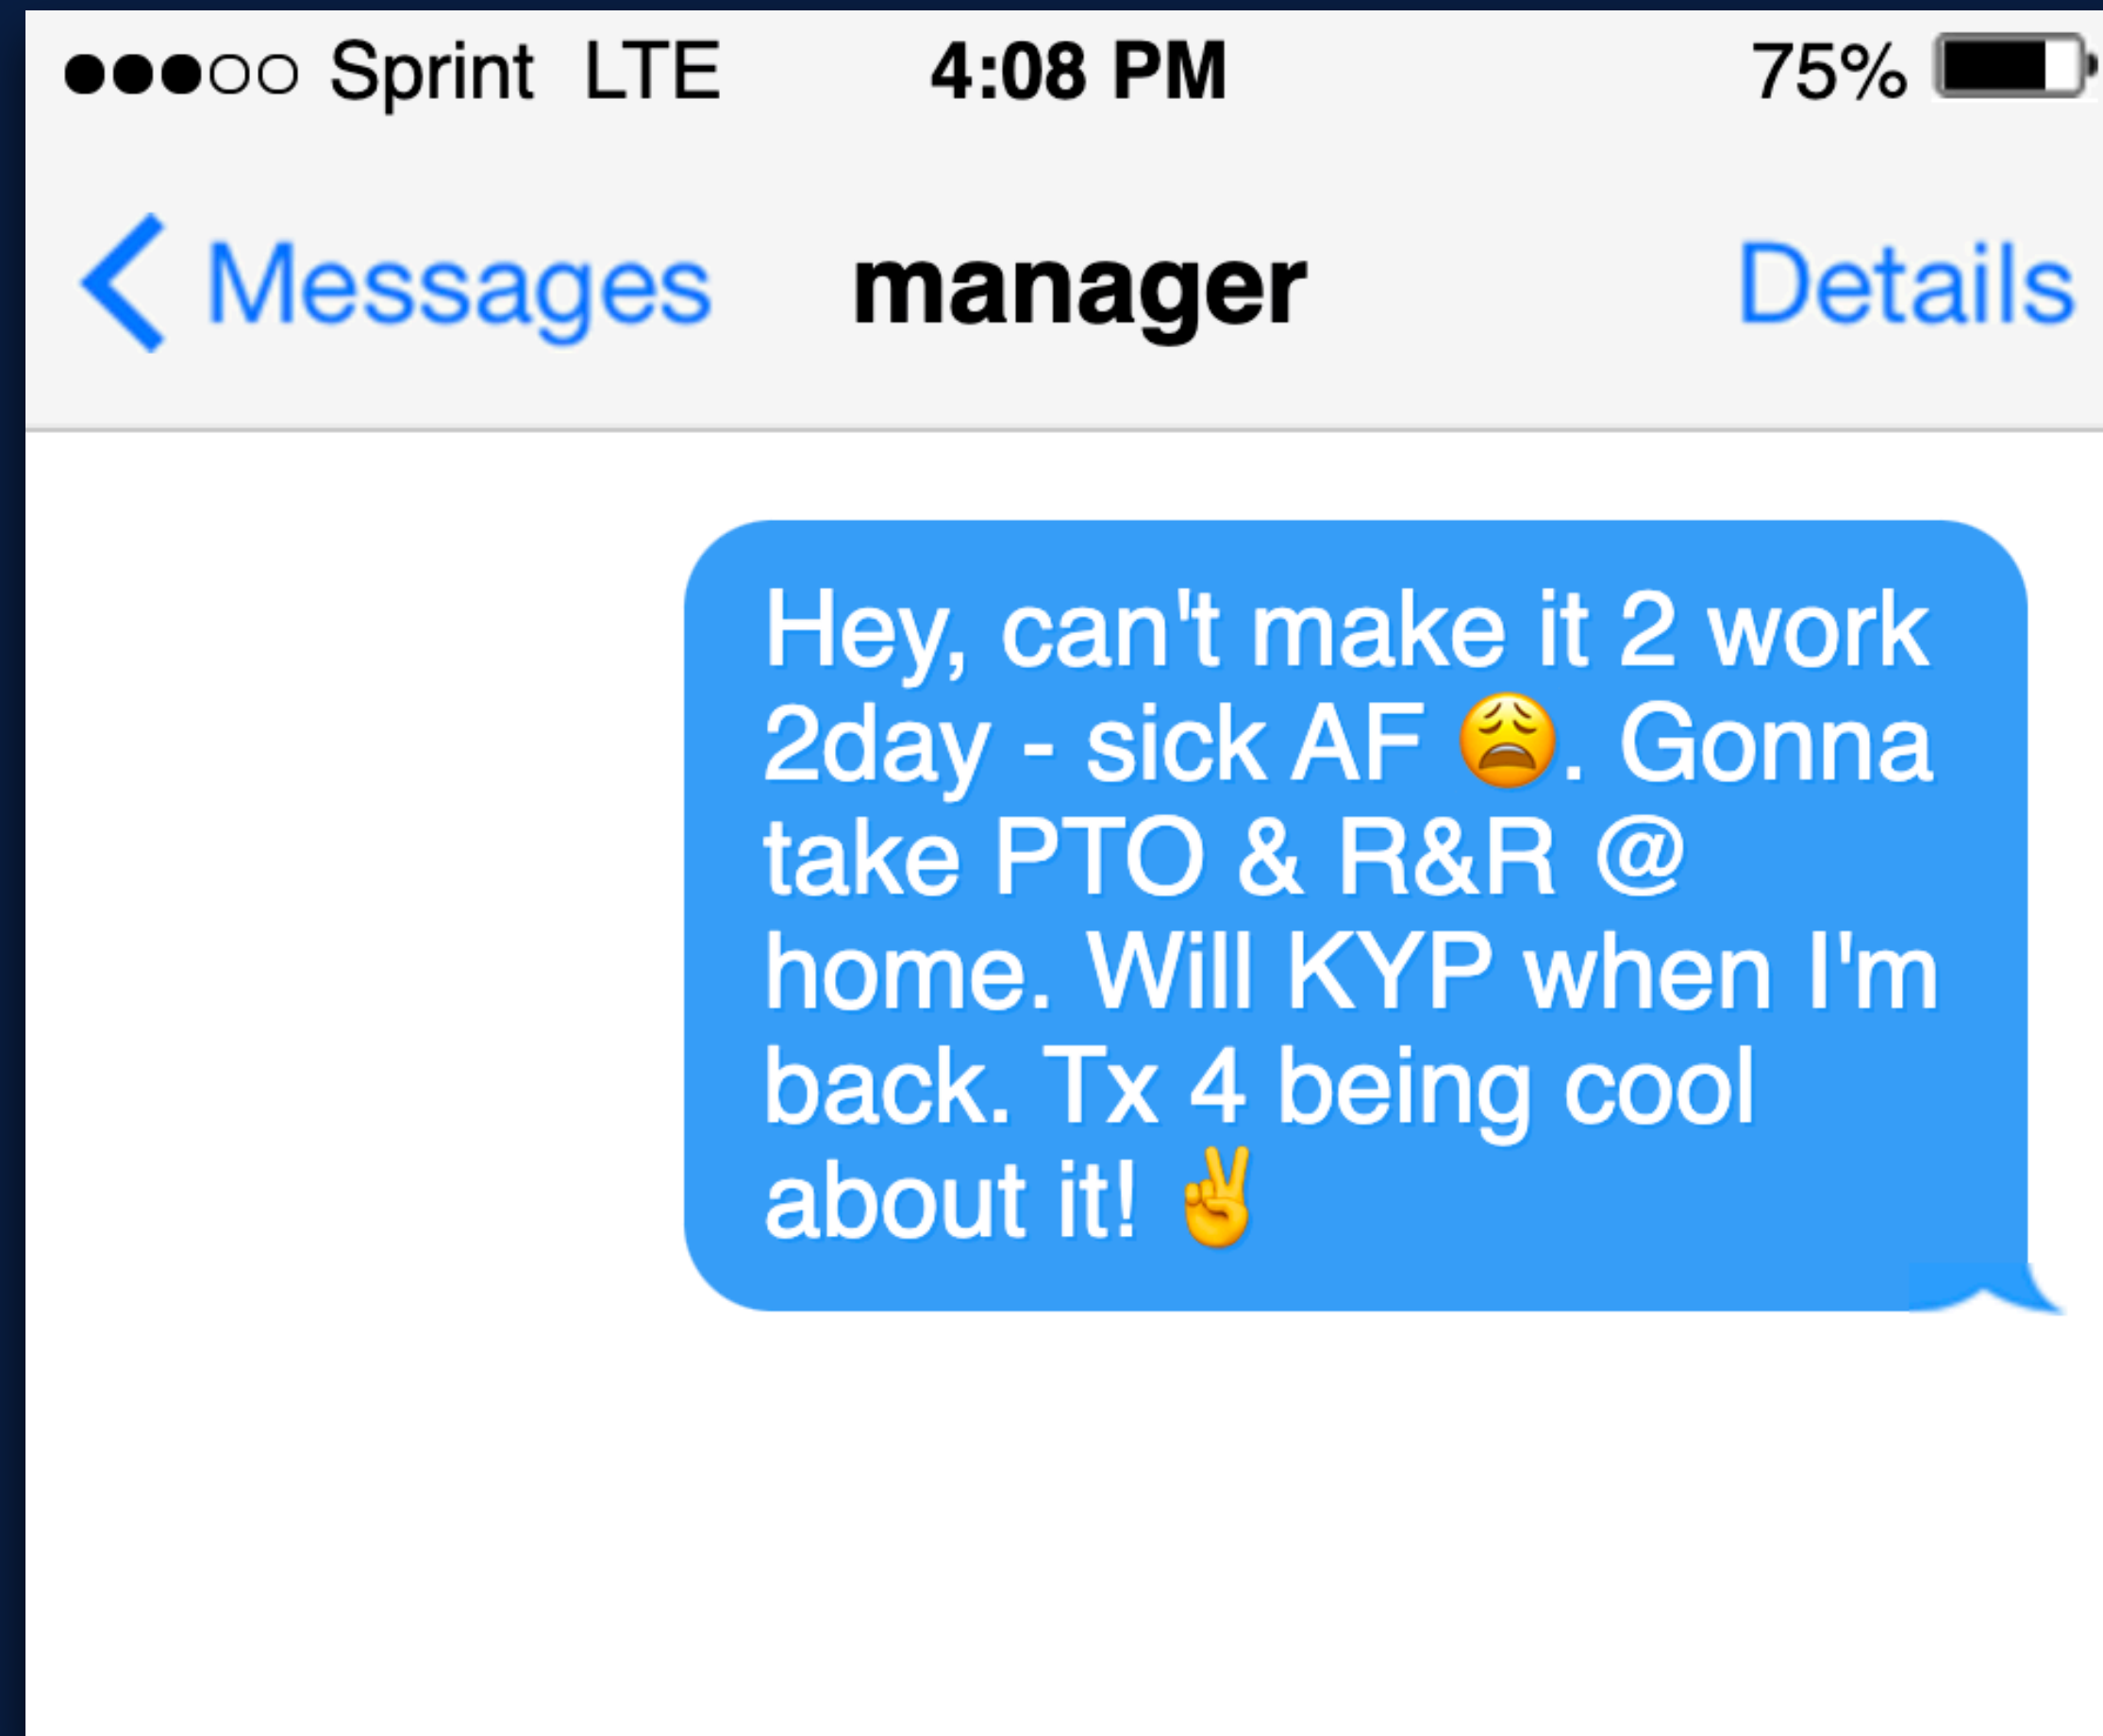 ●●●○○ Sprint LTE 4:08 PM 75%
Messages manager Details
Hey, can't make it 2 work
2day - sick AF 😩. Gonna
take PTO & R&R @
home. Will KYP when I'm
back. Tx 4 being cool
about it! ✌️